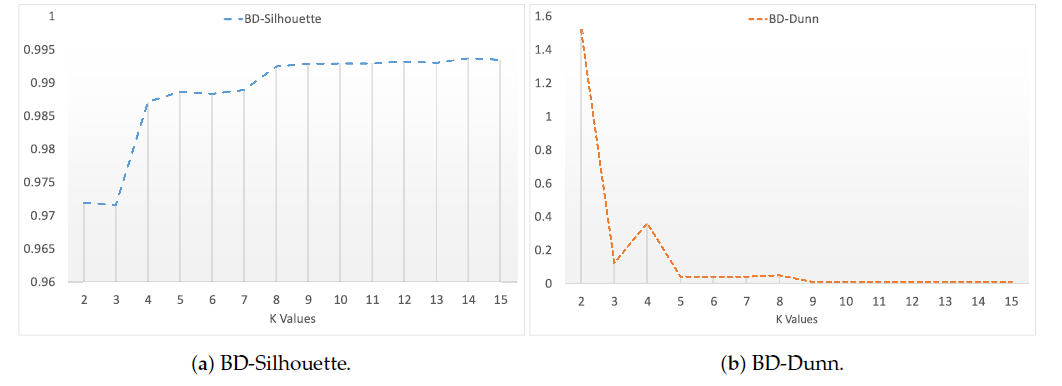 BD-Silhouette
1
0.995
0.99
0.985
0.98
0.975
0.97
0.965
0.96
2 3 4 5 6 7 8 9 10 11 12 13 14 15
K Values
(a) BD-Silhouette.
BD-Dunn
1.6
1.4
1.2
1
0.8
0.6
0.4
0.2
0
2 3 4 5 6 7 8 9 10 11 12 13 14 15
K Values
(b) BD-Dunn.